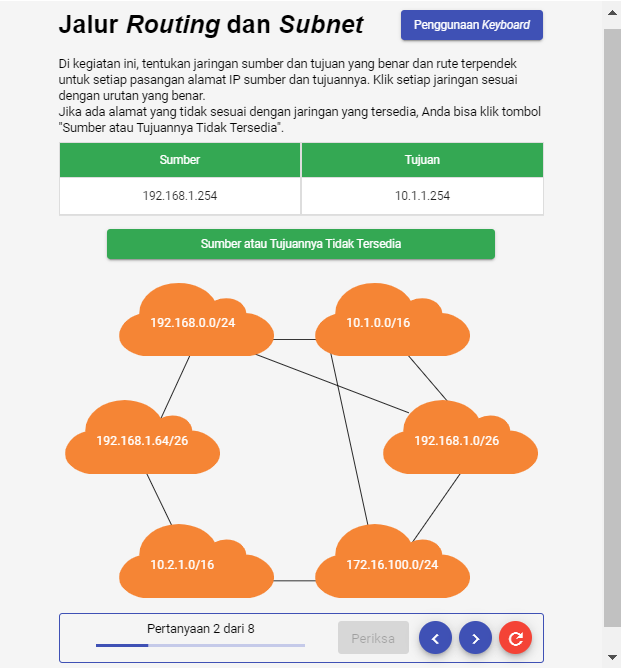 Jalur Routing dan Subnet
Penggunaan Keyboard
Di kegiatan ini, tentukan jaringan sumber dan tujuan yang benar dan rute terpendek
untuk setiap pasangan alamat IP sumber dan tujuannya. Klik setiap jaringan sesuai
dengan urutan yang benar.
Jika ada alamat yang tidak sesuai dengan jaringan yang tersedia, Anda bisa klik tombol
"Sumber atau Tujuannya Tidak Tersedia".
Sumber Tujuan
192.168.1.254 10.1.1.254
Sumber atau Tujuannya Tidak Tersedia
192.168.0.0/24 10.1.0.0/16
192.168.1.64/26 192.168.1.0/26
10.2.1.0/16 172.16.100.0/24
Pertanyaan 2 dari 8
Periksa